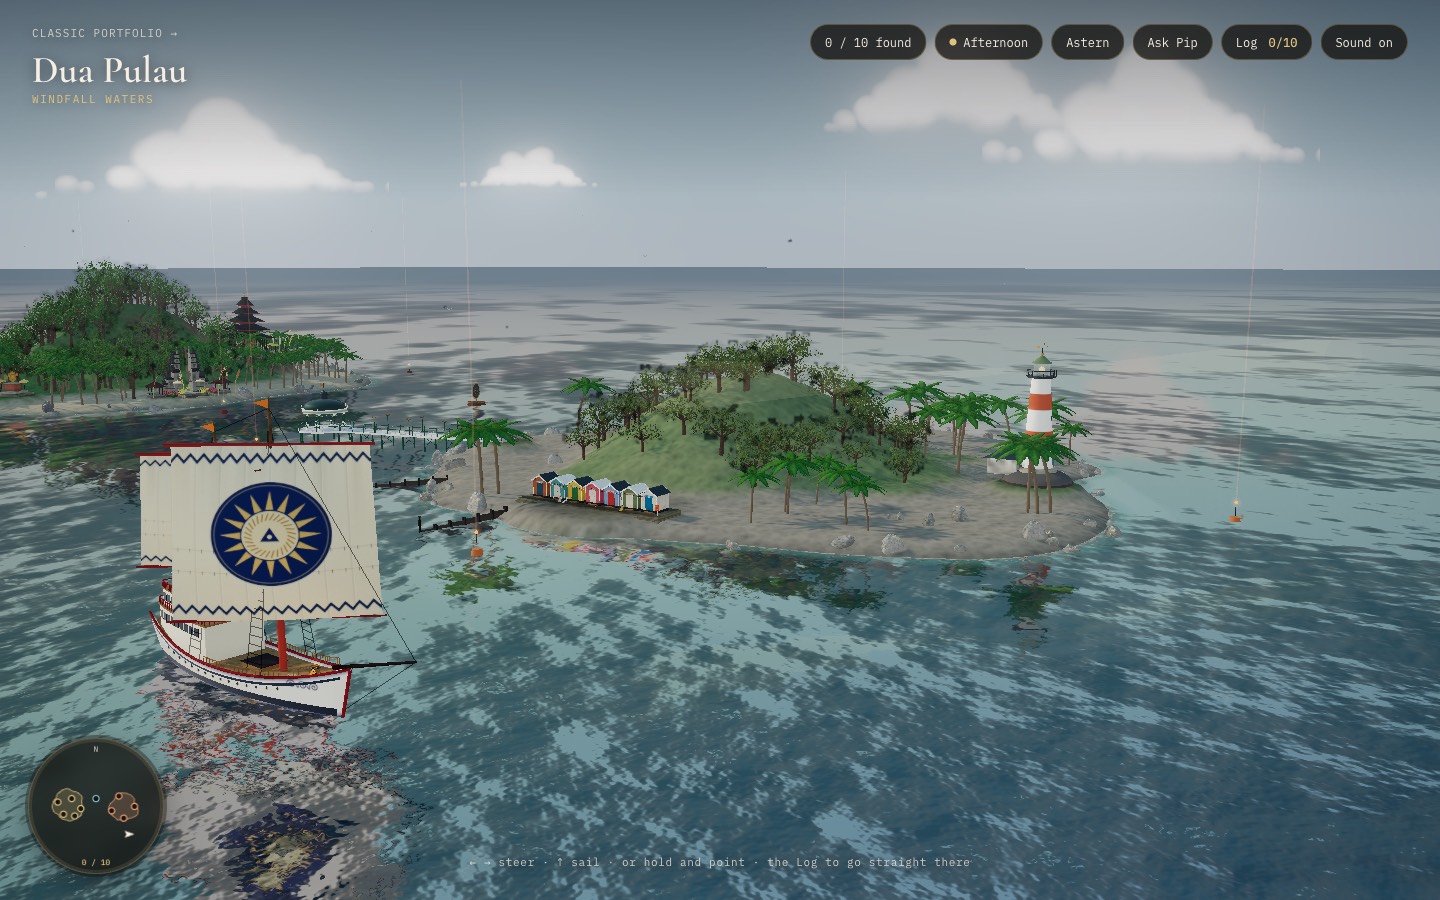 CLASSIC PORTFOLIO →
Dua Pulau
WINDFALL WATERS
0 / 10 found
Afternoon
Astern
Ask Pip
Log 0/10
Sound on
N
0 / 10
← → steer · ↑ sail · or hold and point · the Log to go straight there